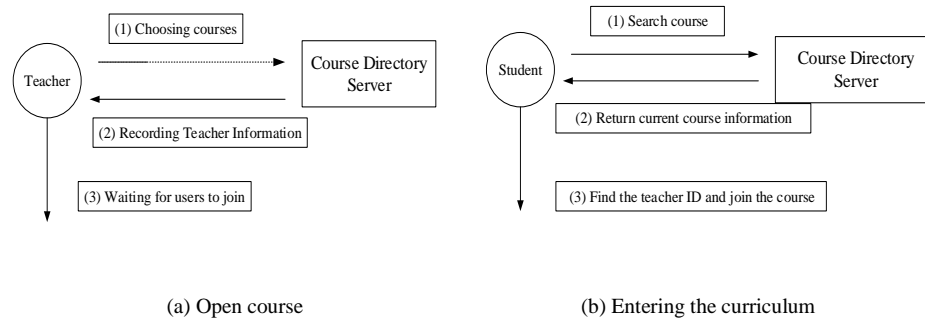 (1) Choosing courses
Teacher
Course Directory
Server
(2) Recording Teacher Information
(3) Waiting for users to join
(a) Open course
(1) Search course
Student
Course Directory
Server
(2) Return current course information
(3) Find the teacher ID and join the course
(b) Entering the curriculum